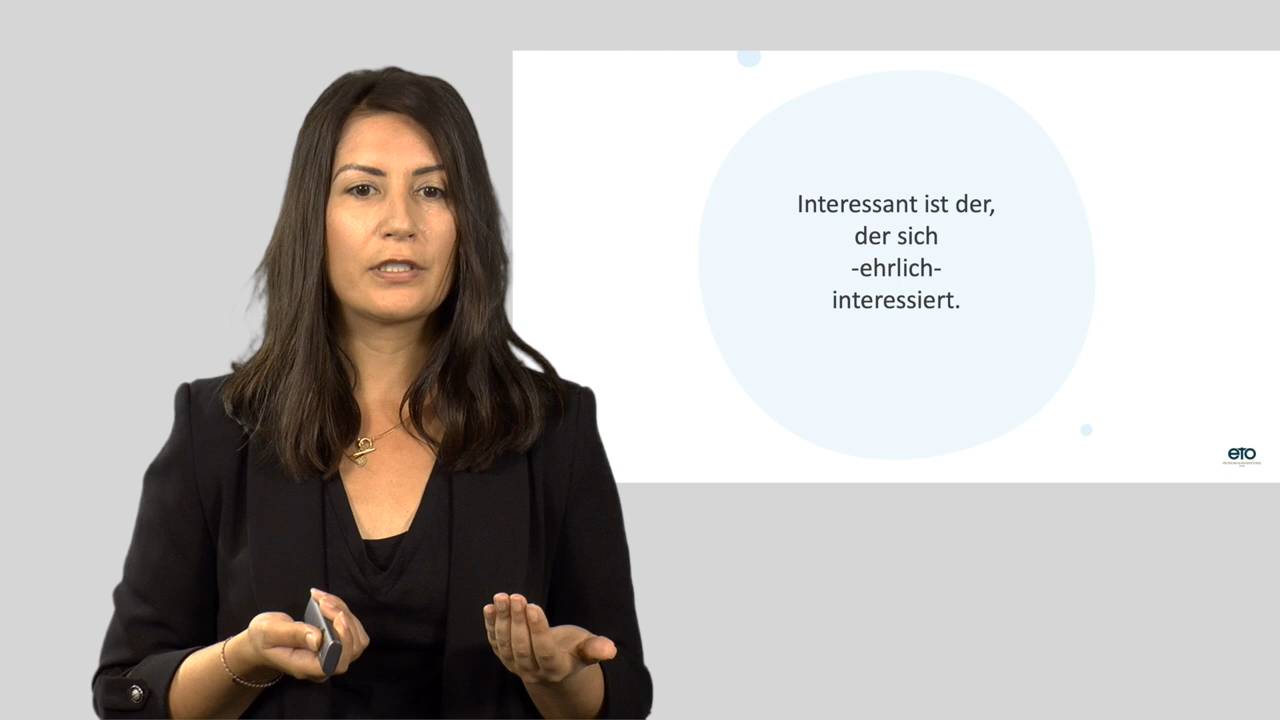 Interessant ist der,
der sich
-ehrlich-
interessiert.
eTo